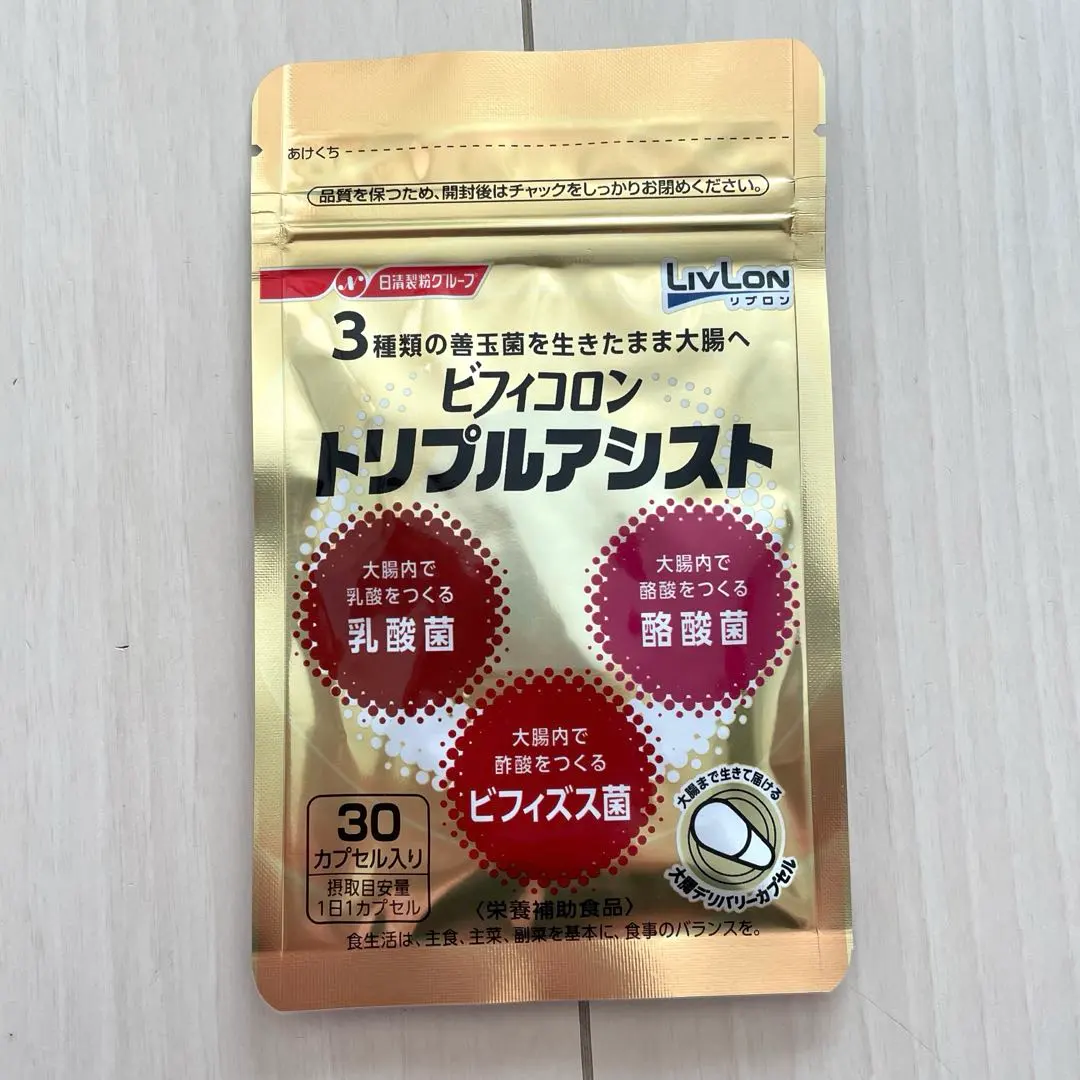 あけくち
品質を保つため、開封後はチャックをしっかりお閉めください。
N 日清製粉グループ
LIVLON
リブロン
3種類の善玉菌を生きたまま大腸へ
ビフィコロン
トリプルアシスト
大腸内で
乳酸をつくる
乳酸菌
大腸内で
酪酸をつくる
酪酸菌
大腸内で
酢酸をつくる
ビフィズス菌
大腸まで生きて届ける
大腸デリバリーカプセル
30
カプセル入り
摂取目安量
1日1カプセル
〈栄養補助食品〉
食生活は、主食、主菜、副菜を基本に、食事のバランスを。